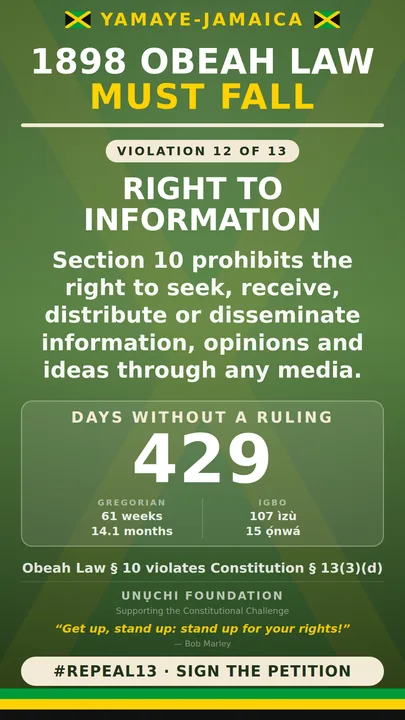 YAMAYE-JAMAICA
1898 OBEAH LAW
MUST FALL
VIOLATION 12 OF 13
RIGHT TO
INFORMATION
Section 10 prohibits the
right to seek, receive,
distribute or disseminate
information, opinions and
ideas through any media.
DAYS WITHOUT A RULING
429
GREGORIAN
61 weeks
14.1 months
IGBO
107 ìzù
15 ọ́nwá
Obeah Law § 10 violates Constitution § 13(3)(d)
UNỤCHI FOUNDATION
Supporting the Constitutional Challenge
“Get up, stand up: stand up for your rights!”
— Bob Marley
#REPEAL13 · SIGN THE PETITION